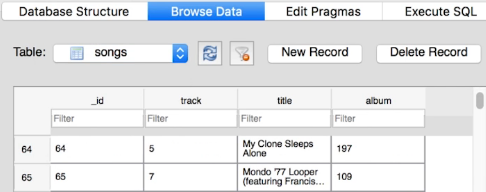 Database Structure Browse Data Edit Pragmas Execute SQL
Table: songs New Record Delete Record
_id track title album
Filter Filter Filter Filter
64 64 5 My Clone Sleeps Alone 197
65 65 7 Mondo '77 Looper (featuring Francis... 109